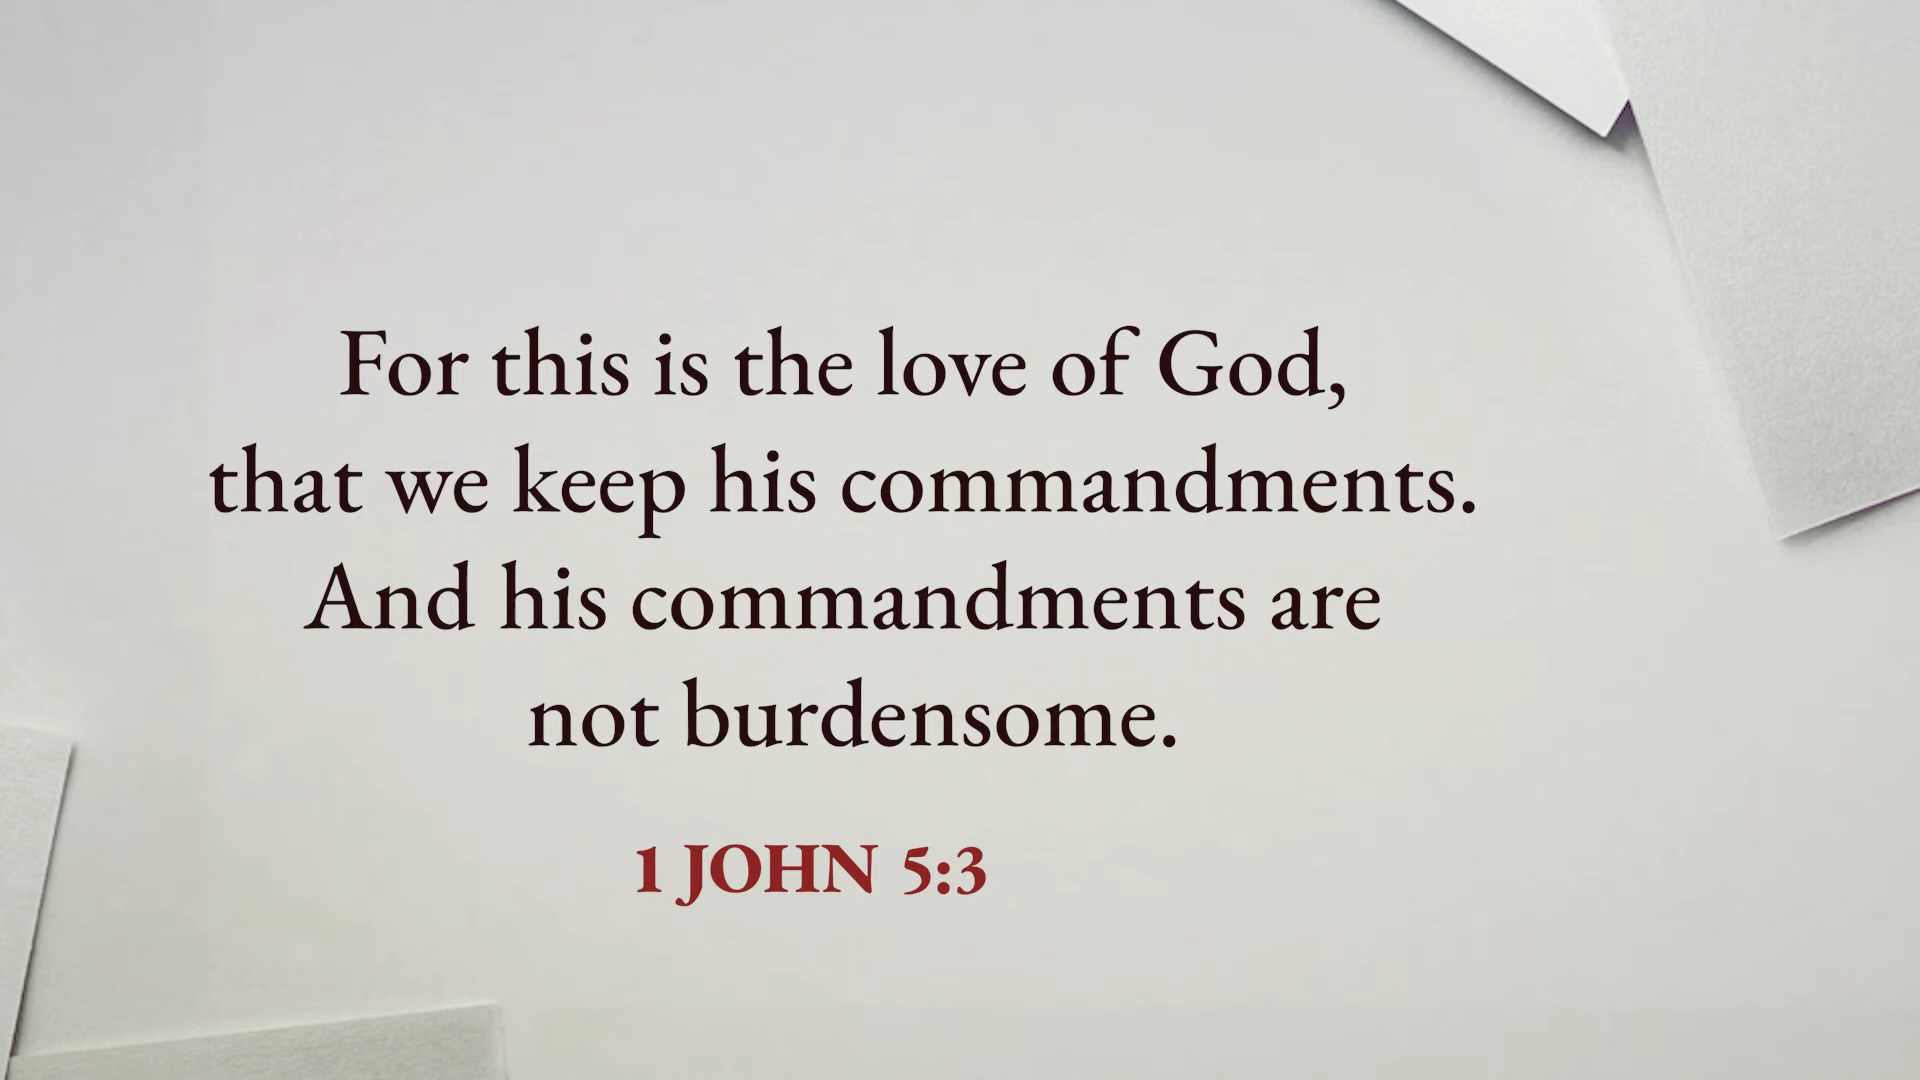 For this is the love of God,
that we keep his commandments.
And his commandments are
not burdensome.
1 JOHN 5:3